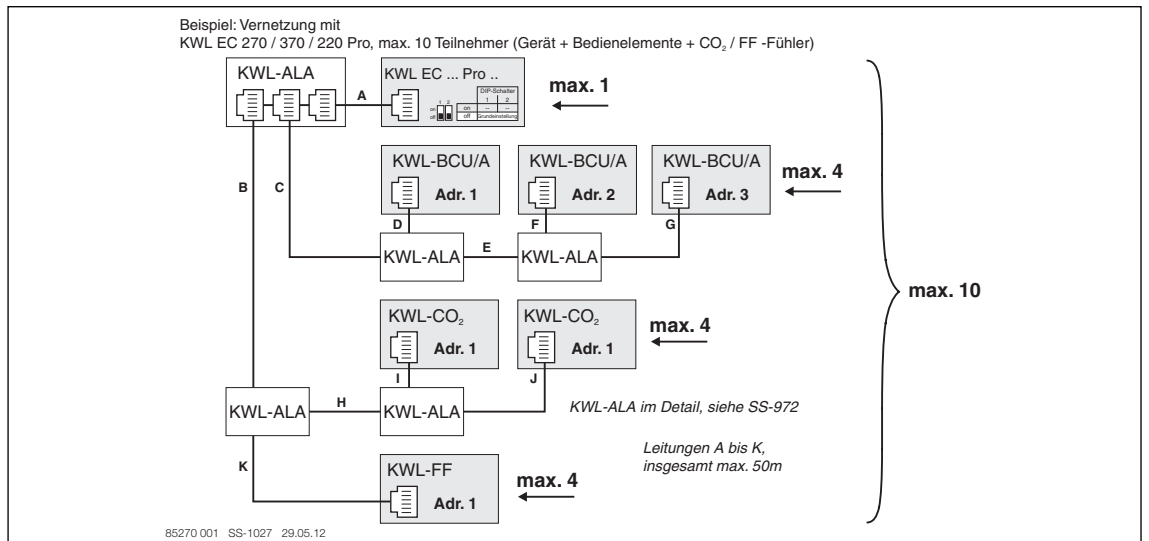 Beispiel: Vernetzung mit
KWL EC 270 / 370 / 220 Pro, max. 10 Teilnehmer (Gerät + Bedienelemente + CO₂ / FF -Fühler)
KWL-ALA
A
KWL EC ... Pro ..
DIP-Schalter
1 2
1 2
on
on -- --
off
off Grundeinstellung
max. 1
B
C
KWL-BCU/A
Adr. 1
KWL-BCU/A
Adr. 2
KWL-BCU/A
Adr. 3
max. 4
D
F
G
KWL-ALA
E
KWL-ALA
max. 10
KWL-CO₂
Adr. 1
KWL-CO₂
Adr. 1
max. 4
I
J
KWL-ALA
H
KWL-ALA
KWL-ALA im Detail, siehe SS-972
Leitungen A bis K,
insgesamt max. 50m
K
KWL-FF
Adr. 1
max. 4
85270 001 SS-1027 29.05.12